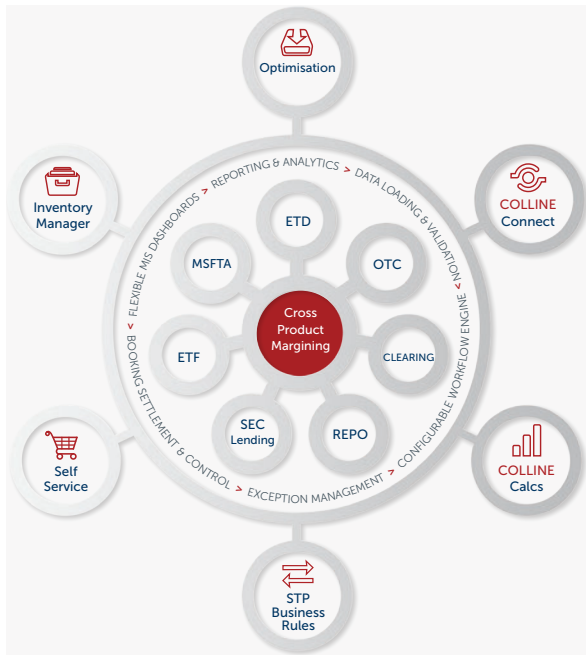 Optimisation
COLLINE
Connect
COLLINE
Calcs
STP
Business
Rules
Self
Service
Inventory
Manager
FLEXIBLE MIS DASHBOARDS > REPORTING & ANALYTICS > DATA LOADING & VALIDATION >
CONFIGURABLE WORKFLOW ENGINE
BOOKING SETTLEMENT & CONTROL > EXCEPTION MANAGEMENT >
<
ETD
OTC
CLEARING
REPO
SEC
Lending
ETF
MSFTA
Cross
Product
Margining